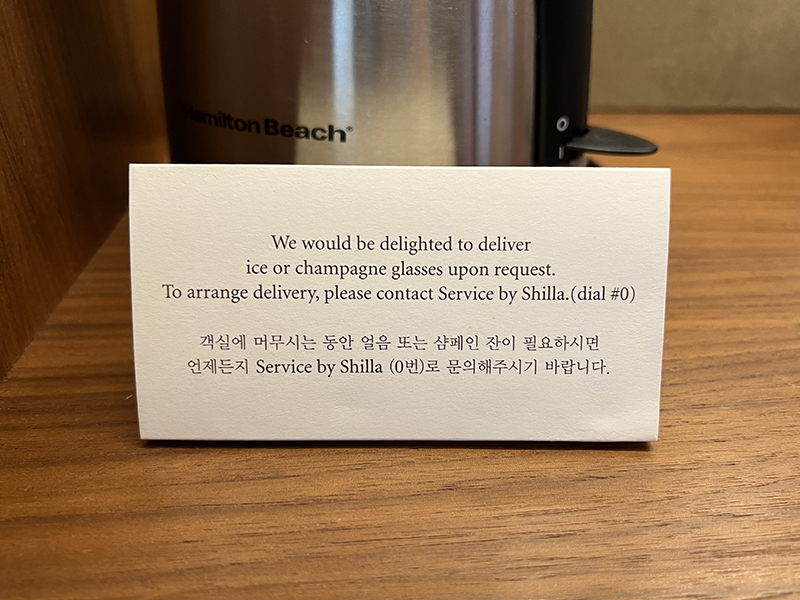 Hamilton Beach®
We would be delighted to deliver
ice or champagne glasses upon request.
To arrange delivery, please contact Service by Shilla.(dial #0)
객실에 머무시는 동안 얼음 또는 샴페인 잔이 필요하시면
언제든지 Service by Shilla (0번)로 문의해주시기 바랍니다.